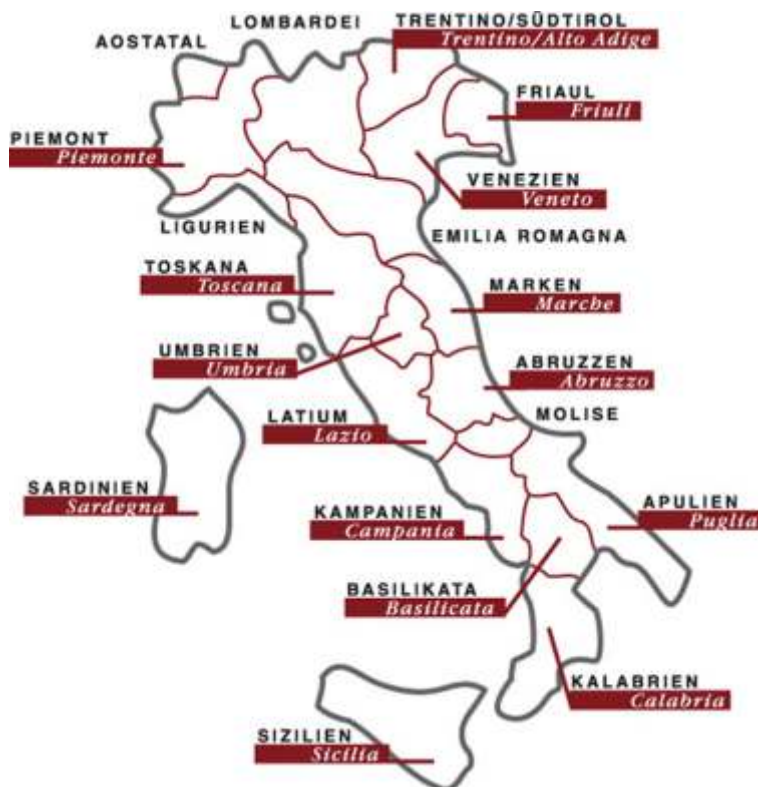 LOMBARDEI
TRENTINO/SÜDTIROL
Trentino/Alto Adige
AOSTATAL
FRIAUL
Friuli
PIEMONT
Piemonte
VENEZIEN
Veneto
LIGURIEN
EMILIA ROMAGNA
TOSKANA
Toscana
MARKEN
Marche
UMBRIEN
Umbria
ABRUZZEN
Abruzzo
LATIUM
Lazio
MOLISE
SARDINIEN
Sardegna
KAMPANIEN
Campania
APULIEN
Puglia
BASILIKATA
Basilicata
KALABRIEN
Calabria
SIZILIEN
Sicilia